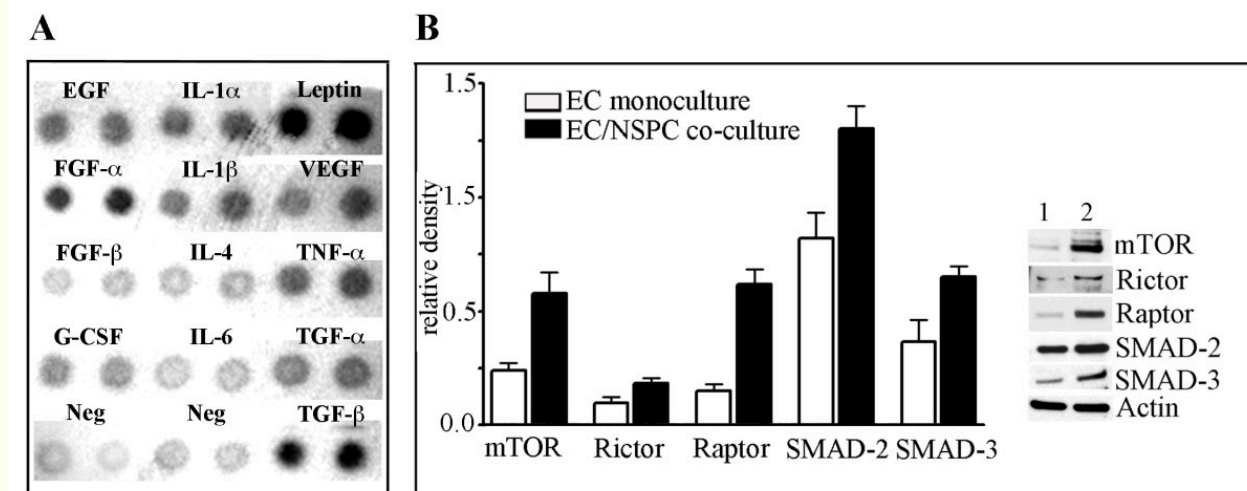 A
B
EGF IL-1α Leptin
FGF-α IL-1β VEGF
FGF-β IL-4 TNF-α
G-CSF IL-6 TGF-α
Neg Neg TGF-β
EC monoculture
EC/NSPC co-culture
relative density
1.5
1.5
0.5
0.0
mTOR Rictor Raptor SMAD-2 SMAD-3
1 2
mTOR
Rictor
Raptor
SMAD-2
SMAD-3
Actin